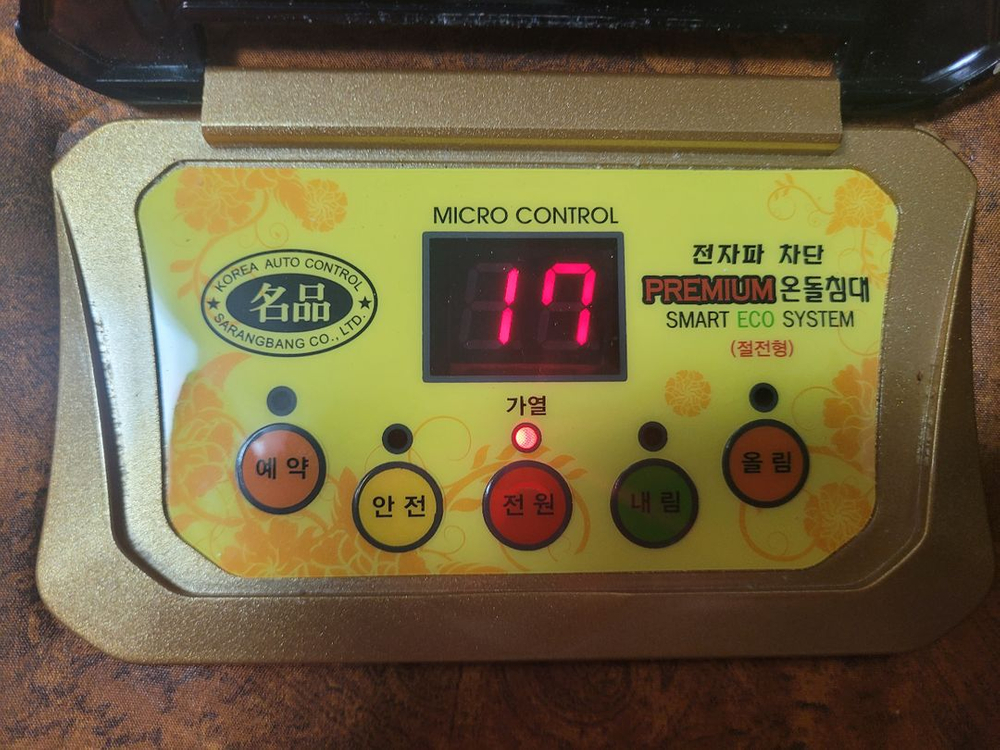 MICRO CONTROL
KOREA AUTO CONTROL
名品
SARANGBANG CO., LTD.
17
전자파 차단
PREMIUM 온돌침대
SMART ECO SYSTEM
(절전형)
가열
예약
안전
전원
내림
올림